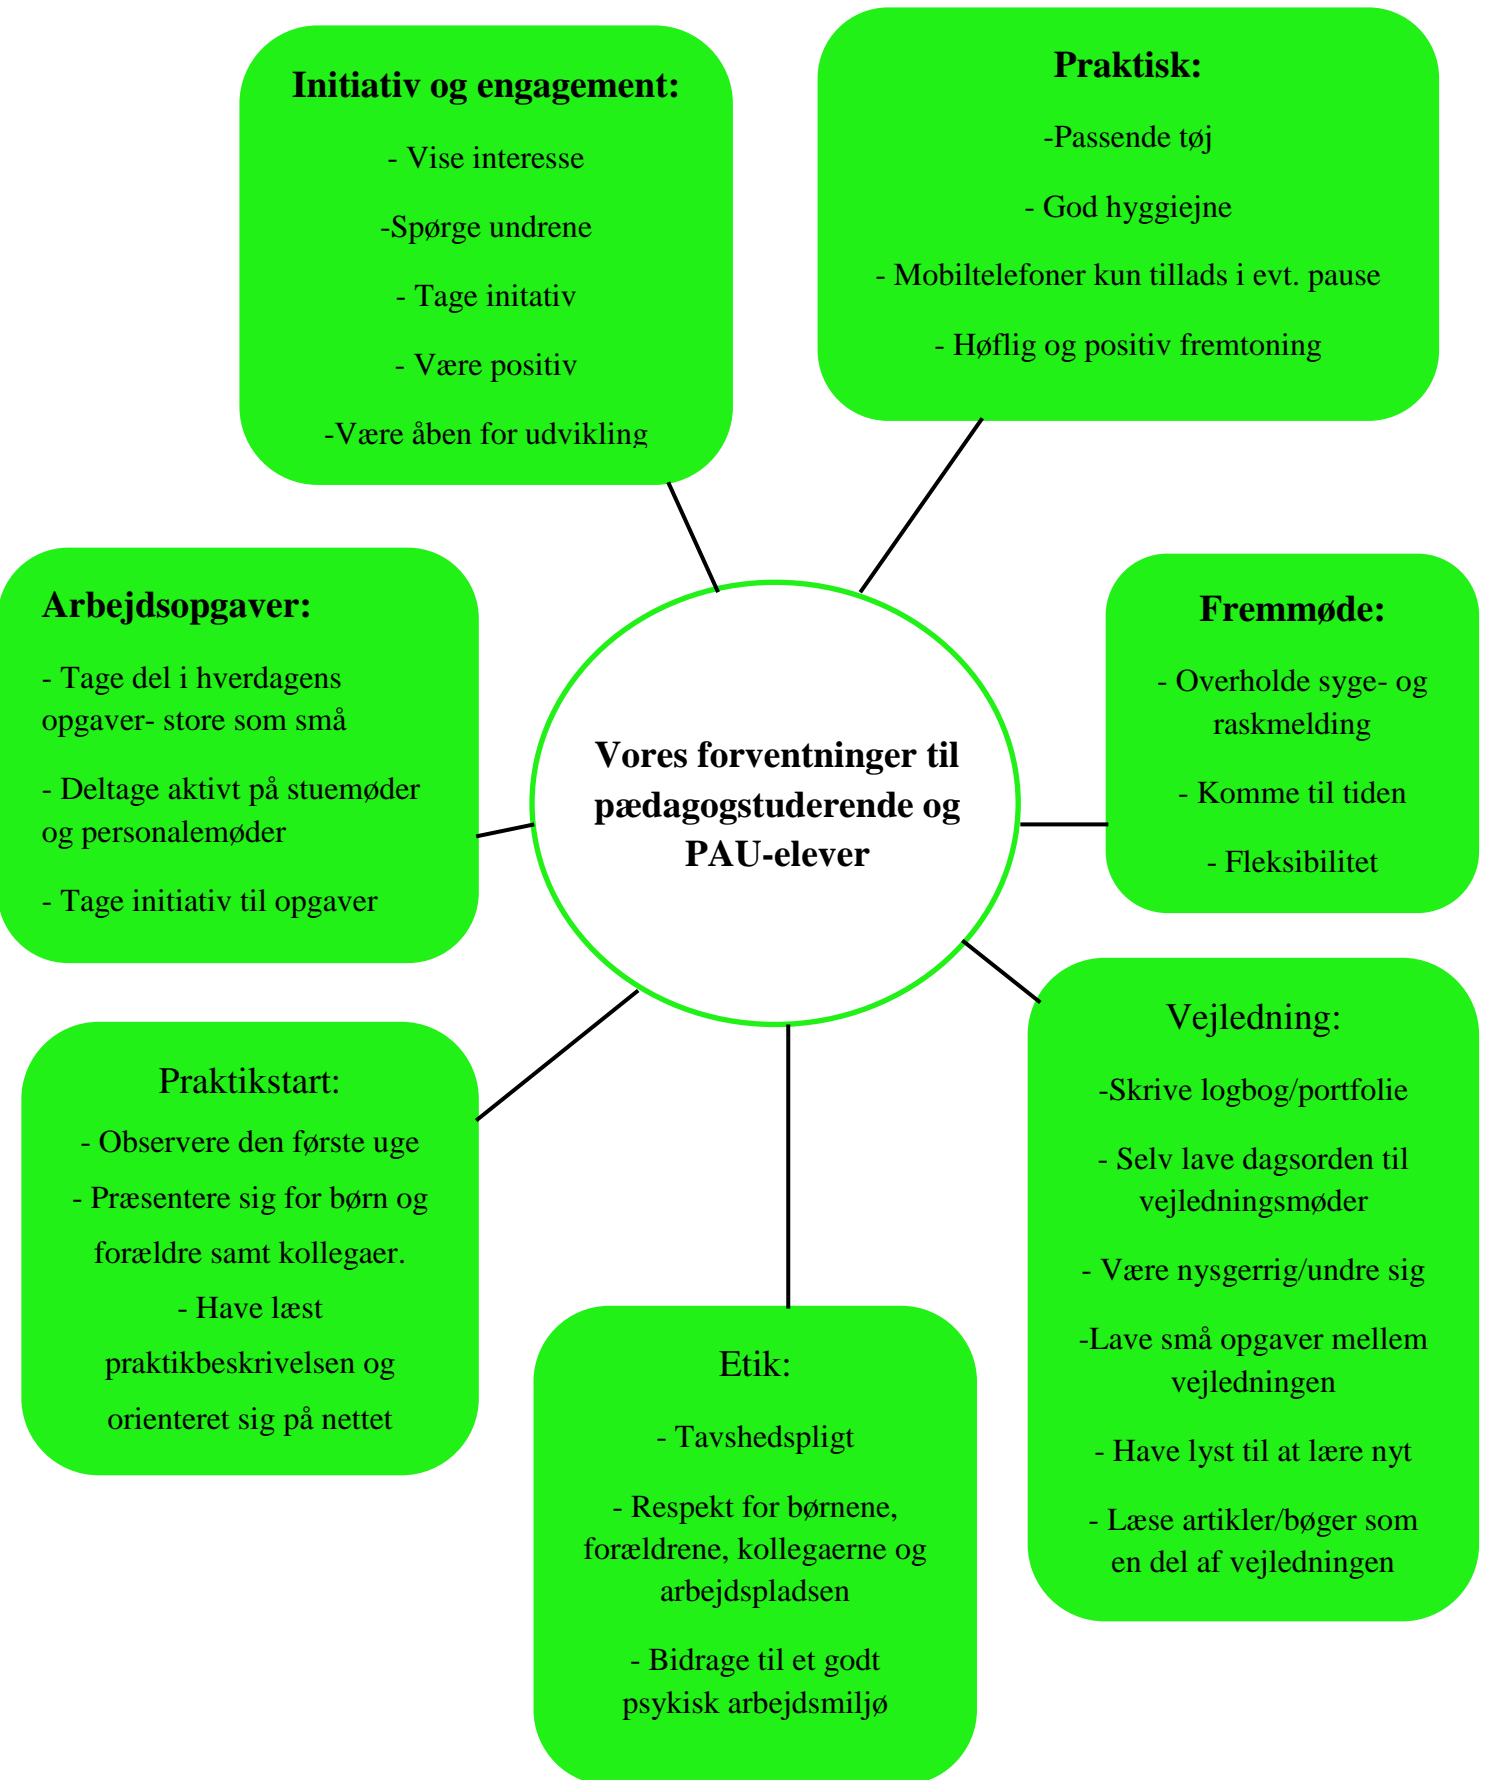 Initiativ og engagement:
- Vise interesse
-Spørge undrene
- Tage initativ
- Være positiv
-Være åben for udvikling
Praktisk:
-Passende tøj
- God hyggiejne
- Mobiltelefoner kun tillads i evt. pause
- Høflig og positiv fremtoning
Arbejdsopgaver:
- Tage del i hverdagens
opgaver- store som små
- Deltage aktivt på stuemøder
og personalemøder
- Tage initiativ til opgaver
Vores forventninger til
pædagogstuderende og
PAU-elever
Fremmøde:
- Overholde syge- og
raskmelding
- Komme til tiden
- Fleksibilitet
Praktikstart:
- Observere den første uge
- Præsentere sig for børn og
forældre samt kollegaer.
- Have læst
praktikbeskrivelsen og
orienteret sig på nettet
Etik:
- Tavshedspligt
- Respekt for børnene,
forældrene, kollegaerne og
arbejdspladsen
- Bidrage til et godt
psykisk arbejdsmiljø
Vejledning:
-Skrive logbog/portfolie
- Selv lave dagsorden til
vejledningsmøder
- Være nysgerrig/undre sig
-Lave små opgaver mellem
vejledningen
- Have lyst til at lære nyt
- Læse artikler/bøger som
en del af vejledningen